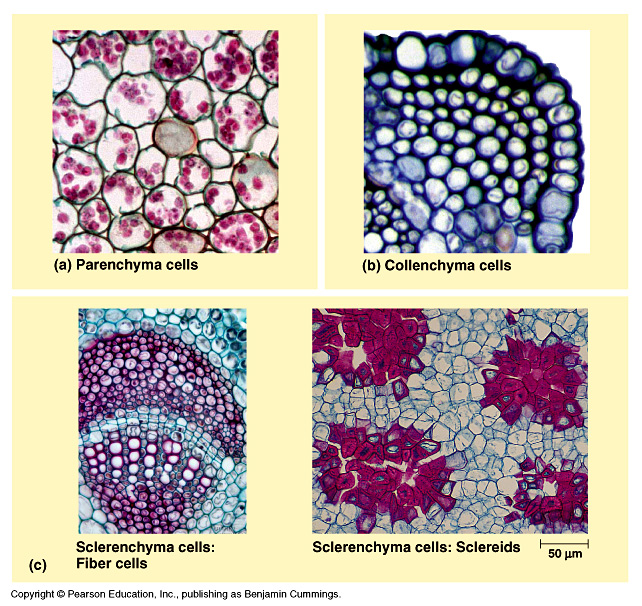 (a) Parenchyma cells
(b) Collenchyma cells
(c)
Sclerenchyma cells:
Fiber cells
Sclerenchyma cells: Sclereids
50 µm
Copyright © Pearson Education, Inc., publishing as Benjamin Cummings.